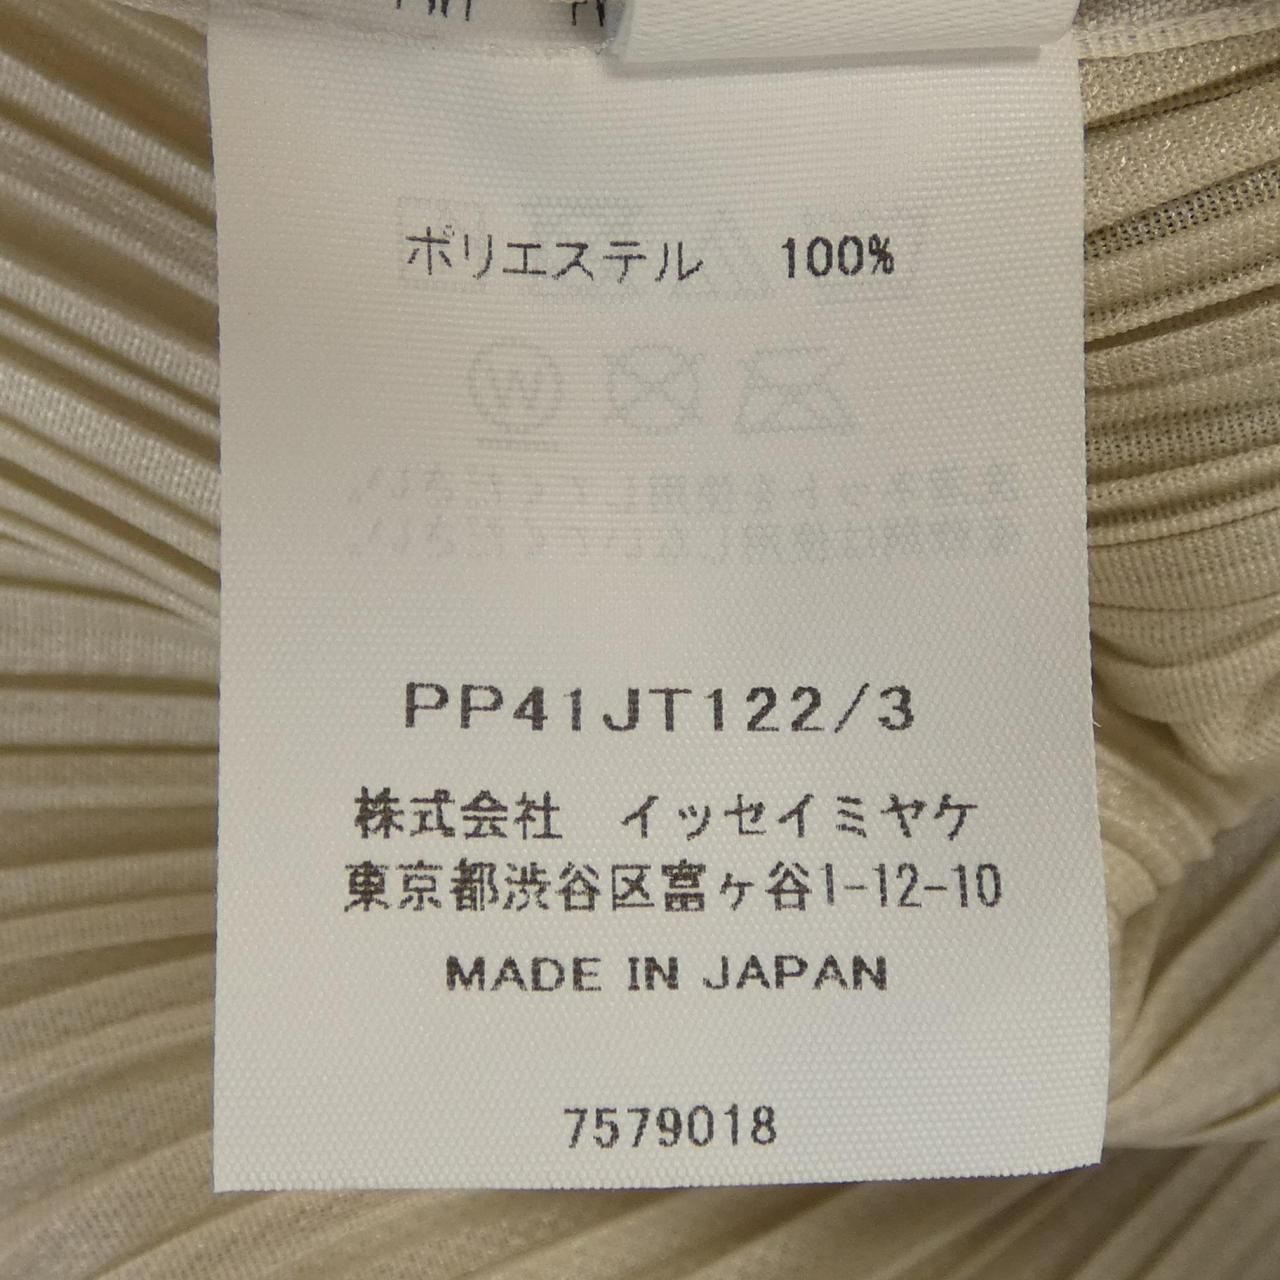 ポリエステル 100%
PP41JT122/3
株式会社 イッセイミヤケ
東京都渋谷区富ヶ谷1-12-10
MADE IN JAPAN
7579018